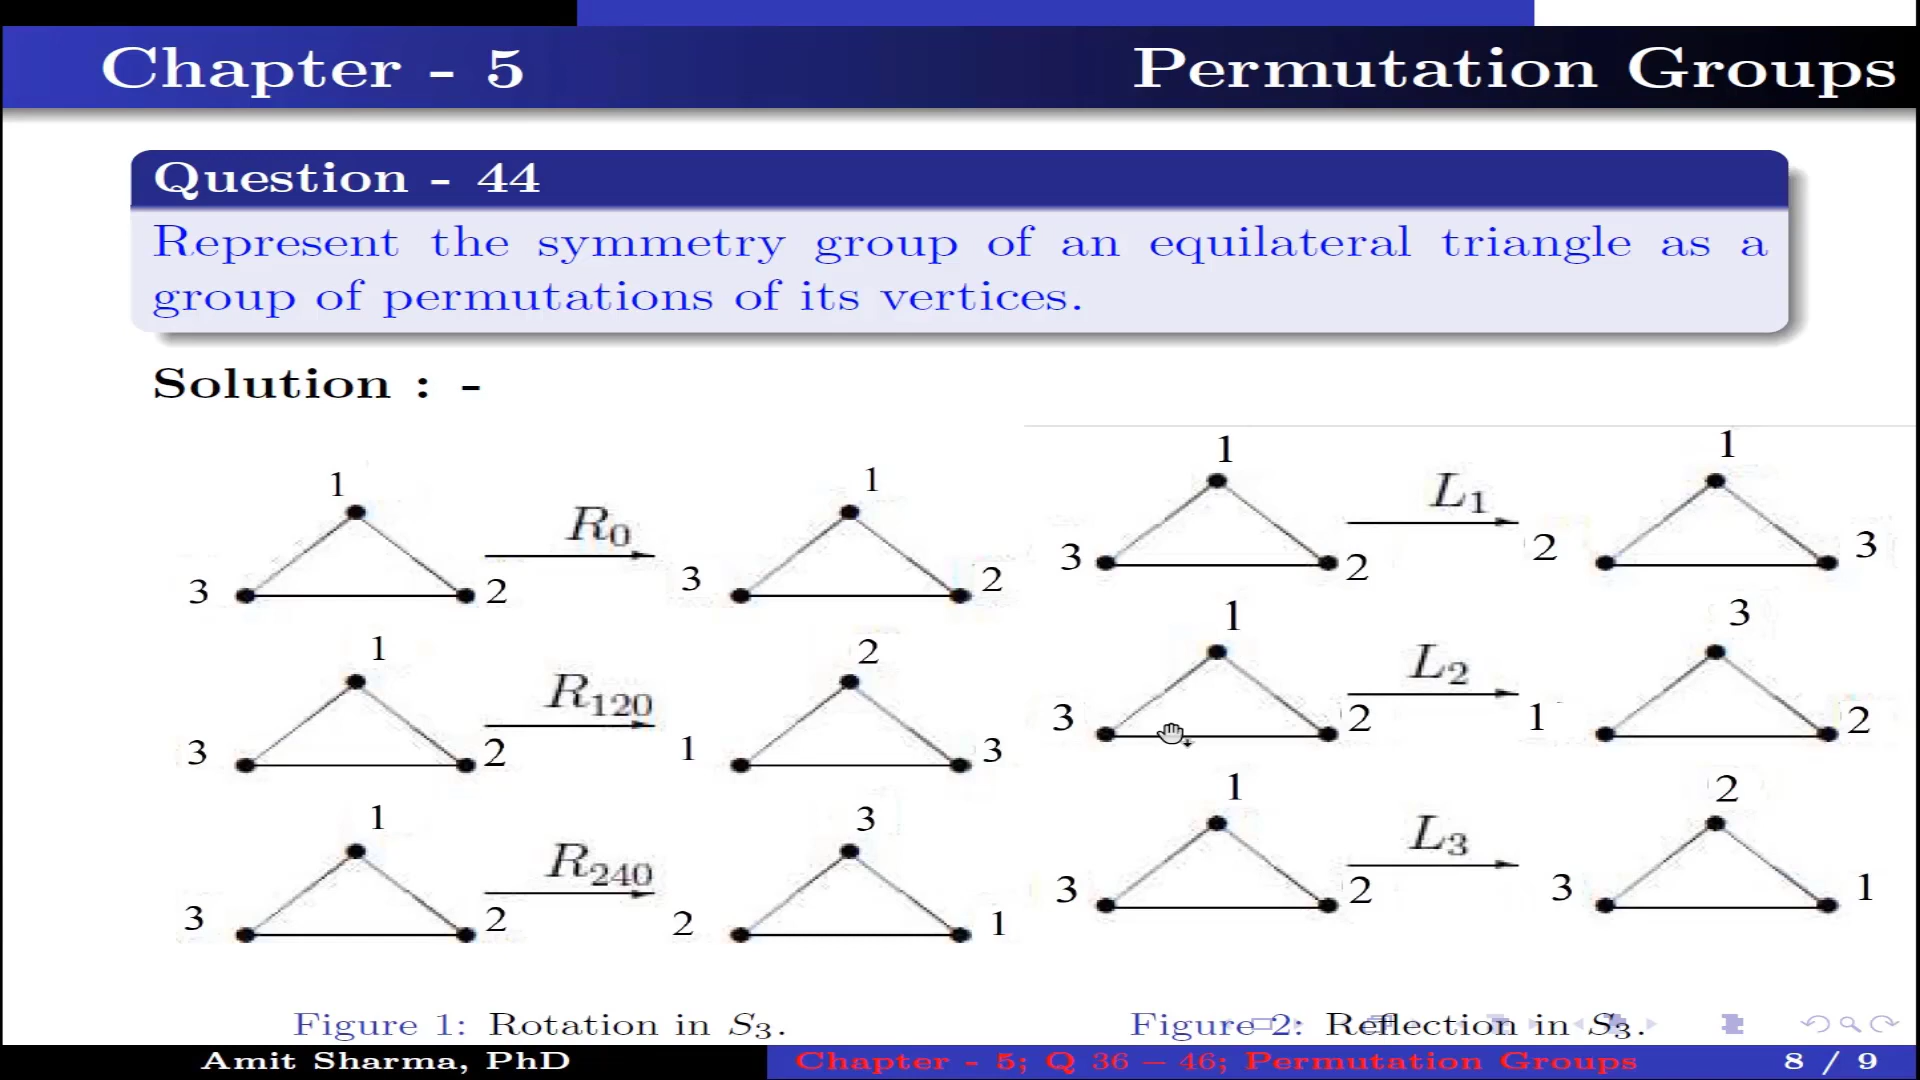 Chapter - 5 Permutation Groups
Question - 44
Represent the symmetry group of an equilateral triangle as a
group of permutations of its vertices.
Solution : -
1
R0
1
3 2
3 2
1
R120
2
3 2
1 3
1
R240
3
3 2
2 1
Figure 1: Rotation in S3.
1
L1
1
3 2
2 3
1
L2
3
3 2
1 2
1
L3
2
3 2
3 1
Figure 2: Reflection in S3.
Amit Sharma, PhD Chapter - 5; Q 36 – 46; Permutation Groups 8 / 9